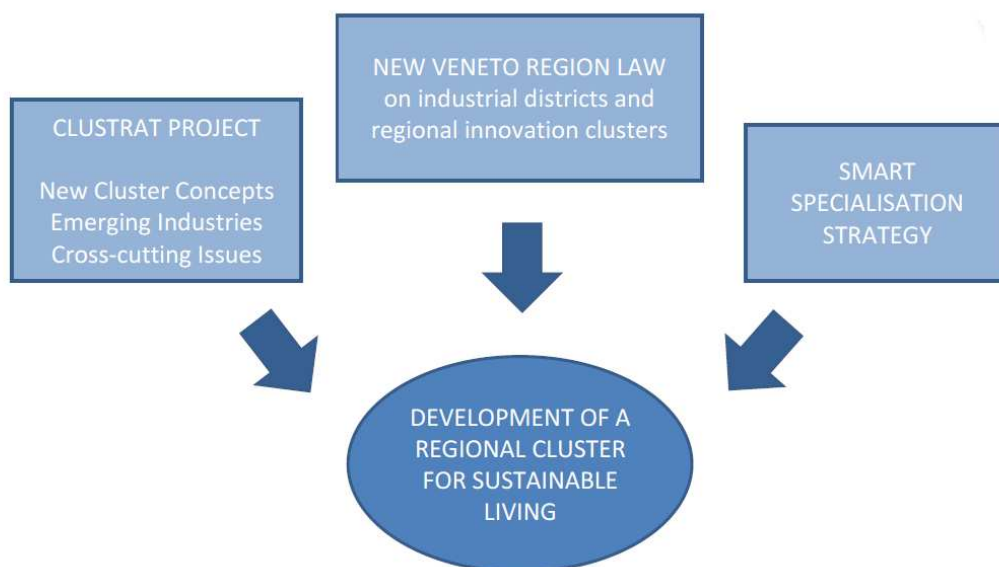 CLUSTRAT PROJECT
New Cluster Concepts
Emerging Industries
Cross-cutting Issues
NEW VENETO REGION LAW
on industrial districts and
regional innovation clusters
SMART
SPECIALISATION
STRATEGY
DEVELOPMENT OF A
REGIONAL CLUSTER
FOR SUSTAINABLE
LIVING